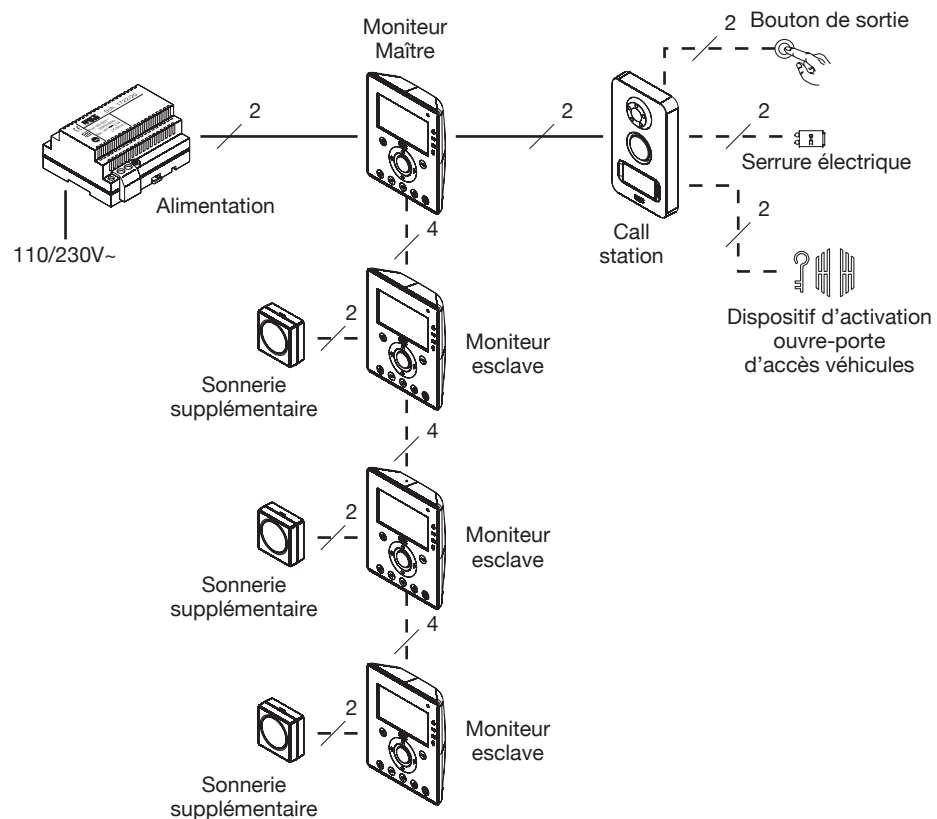 2
Bouton de sortie
Moniteur
Maître
2
2
2
Serrure électrique
Alimentation
110/230V~
Call
station
2
4
Dispositif d'activation
ouvre-porte
d'accès véhicules
2
Moniteur
esclave
Sonnerie
supplémentaire
4
2
Moniteur
esclave
Sonnerie
supplémentaire
4
2
Moniteur
esclave
Sonnerie
supplémentaire